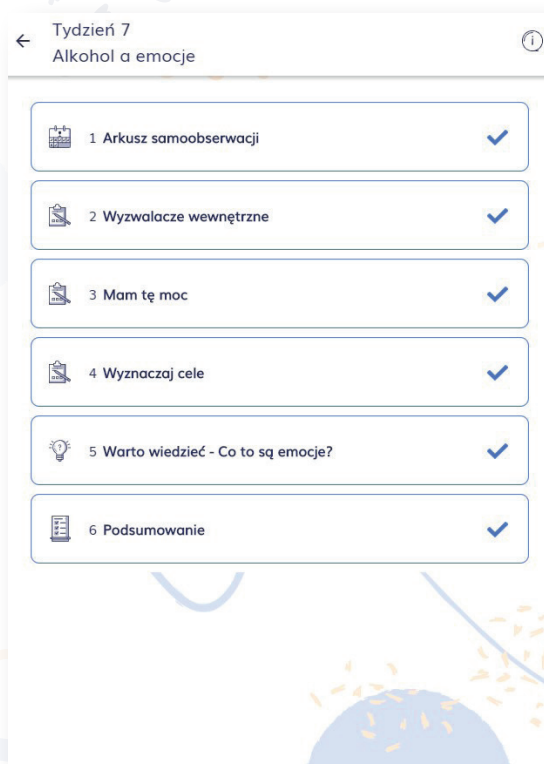 Tydzień 7
Alkohol a emocje
1 Arkusz samoobserwacji
2 Wyzwalacze wewnętrzne
3 Mam tę moc
4 Wyznaczaj cele
5 Warto wiedzieć - Co to są emocje?
6 Podsumowanie